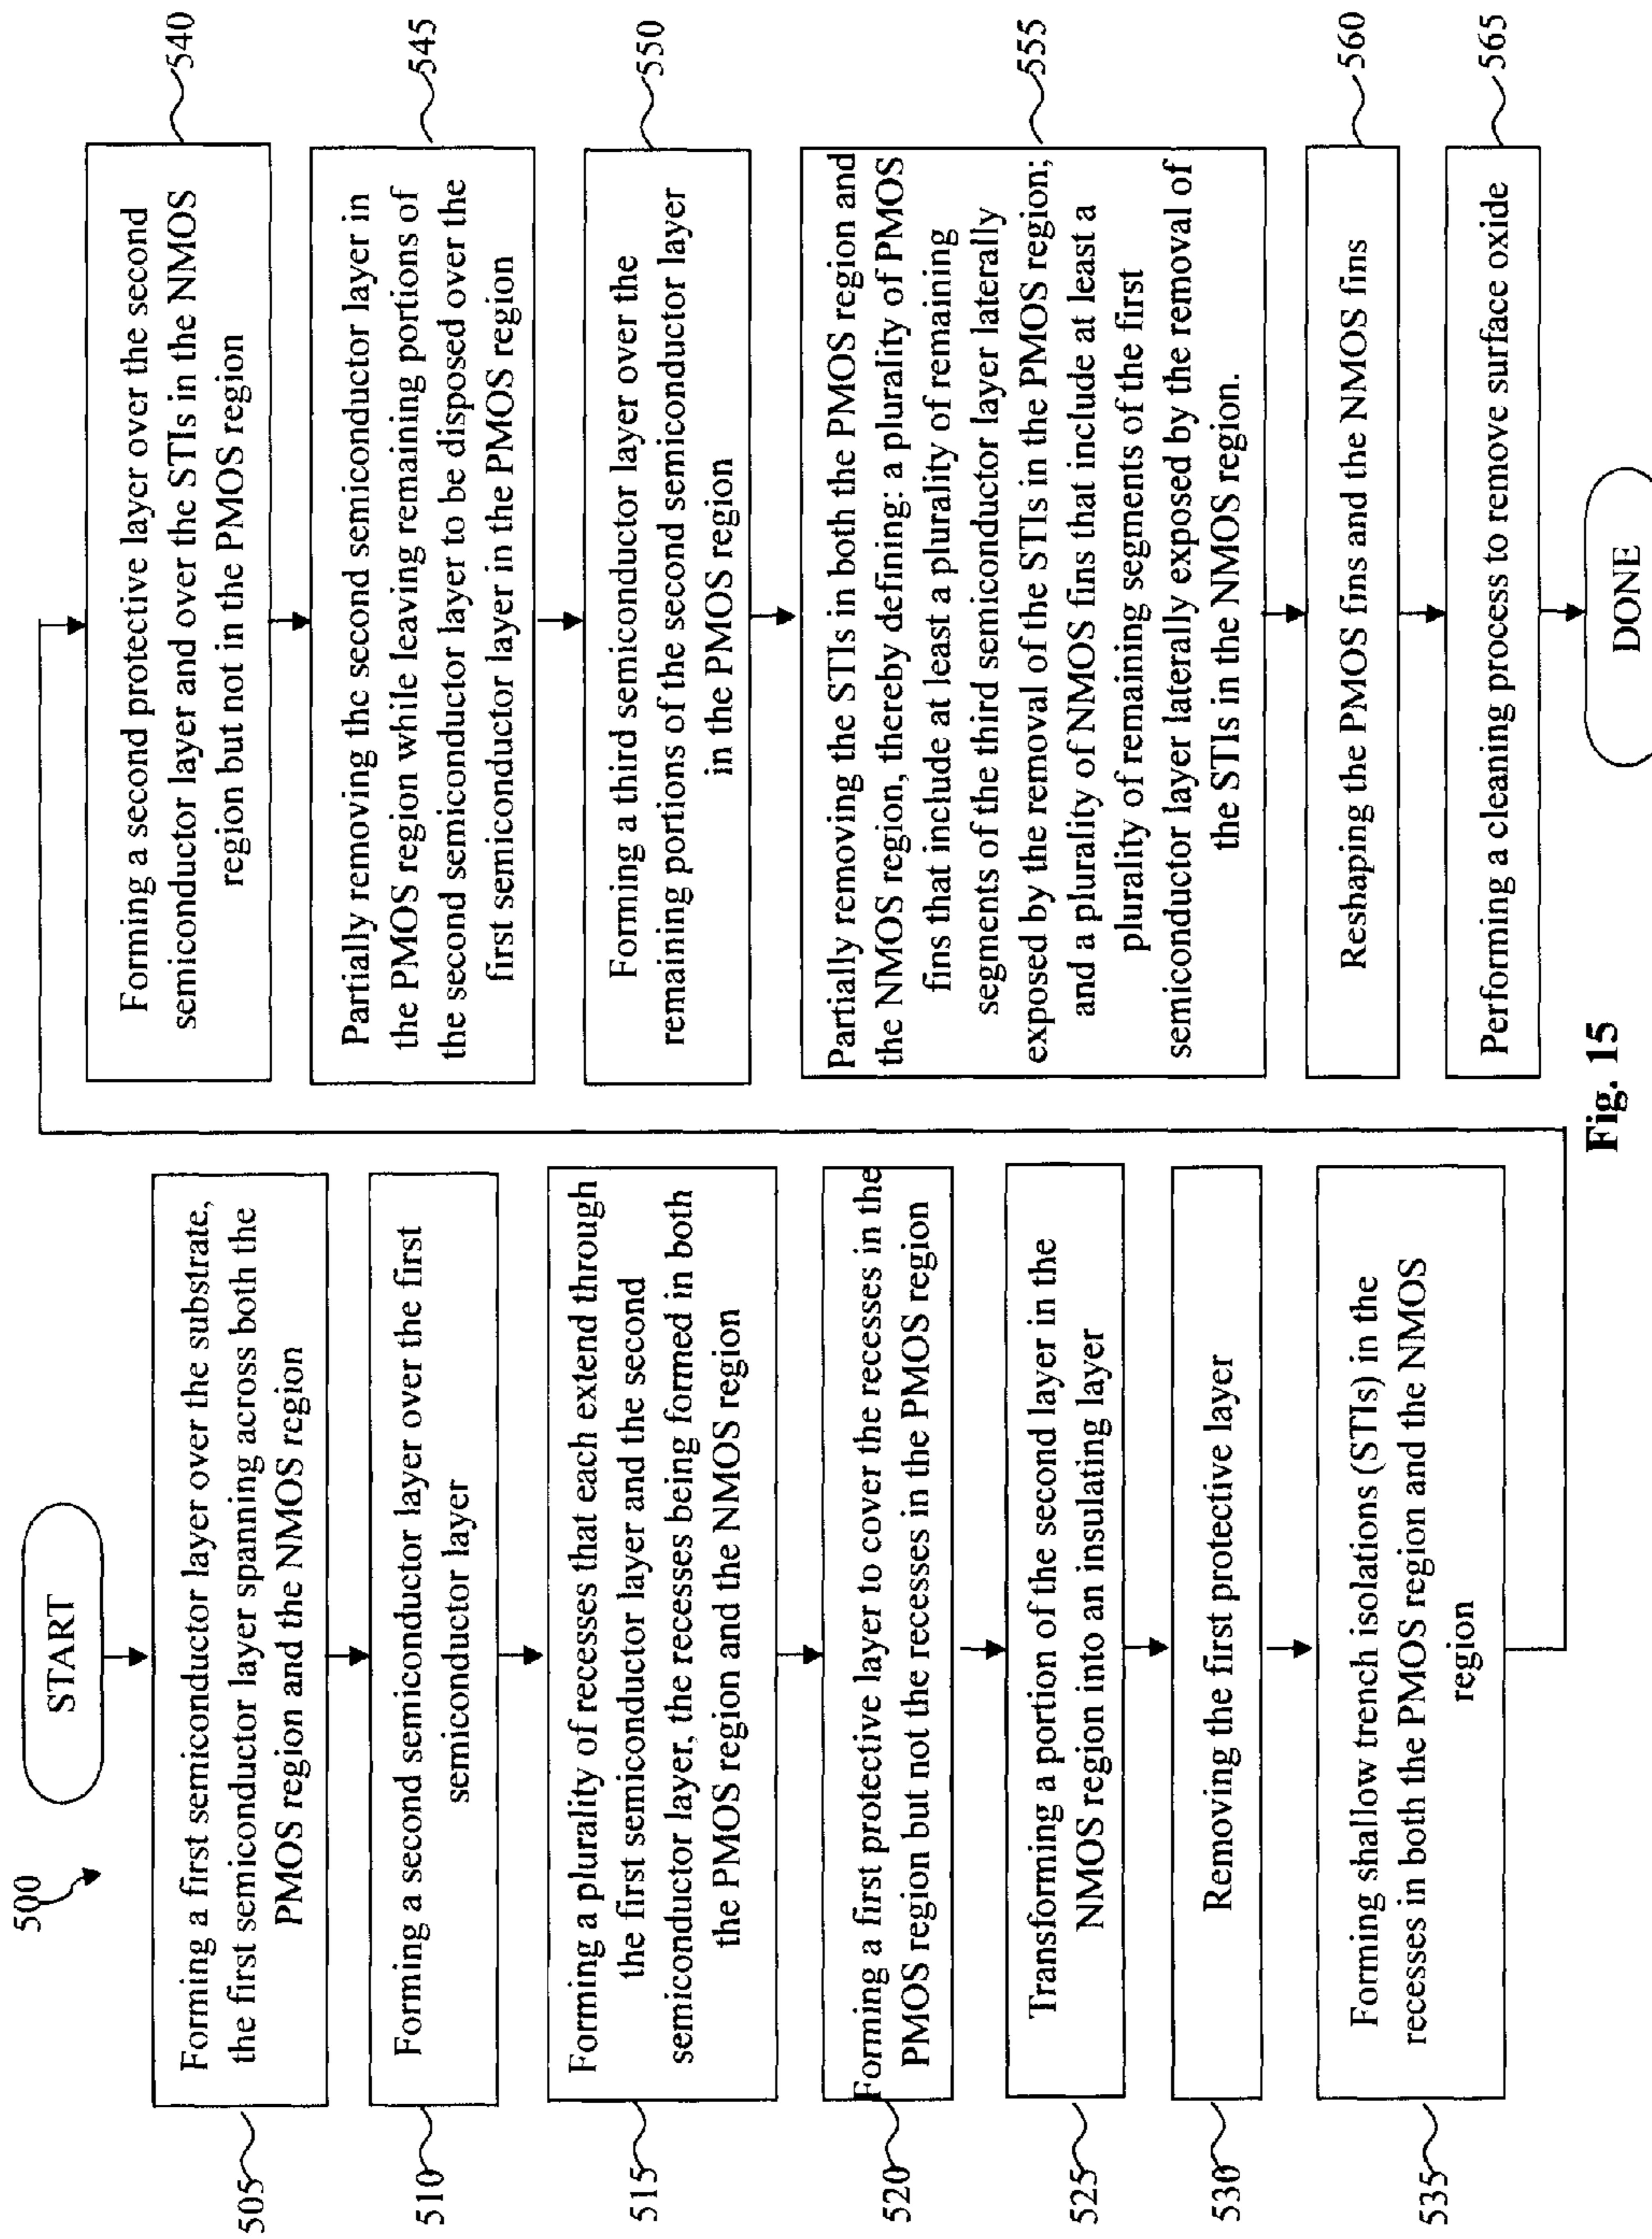 500
START
505
Forming a first semiconductor layer over the substrate,
the first semiconductor layer spanning across both the
PMOS region and the NMOS region
510
Forming a second semiconductor layer over the first
semiconductor layer
515
Forming a plurality of recesses that each extend through
the first semiconductor layer and the second
semiconductor layer, the recesses being formed in both
the PMOS region and the NMOS region
520
Forming a first protective layer to cover the recesses in the
PMOS region but not the recesses in the PMOS region
525
Transforming a portion of the second layer in the
NMOS region into an insulating layer
530
Removing the first protective layer
535
Forming shallow trench isolations (STIs) in the
recesses in both the PMOS region and the NMOS
region
540
Forming a second protective layer over the second
semiconductor layer and over the STIs in the NMOS
region but not in the PMOS region
545
Partially removing the second semiconductor layer in
the PMOS region while leaving remaining portions of
the second semiconductor layer to be disposed over the
first semiconductor layer in the PMOS region
550
Forming a third semiconductor layer over the
remaining portions of the second semiconductor layer
in the PMOS region
555
Partially removing the STIs in both the PMOS region and
the NMOS region, thereby defining: a plurality of PMOS
fins that include at least a plurality of remaining
segments of the third semiconductor layer laterally
exposed by the removal of the STIs in the PMOS region;
and a plurality of NMOS fins that include at least a
plurality of remaining segments of the first
semiconductor layer laterally exposed by the removal of
the STIs in the NMOS region.
560
Reshaping the PMOS fins and the NMOS fins
565
Performing a cleaning process to remove surface oxide
DONE
Fig. 15